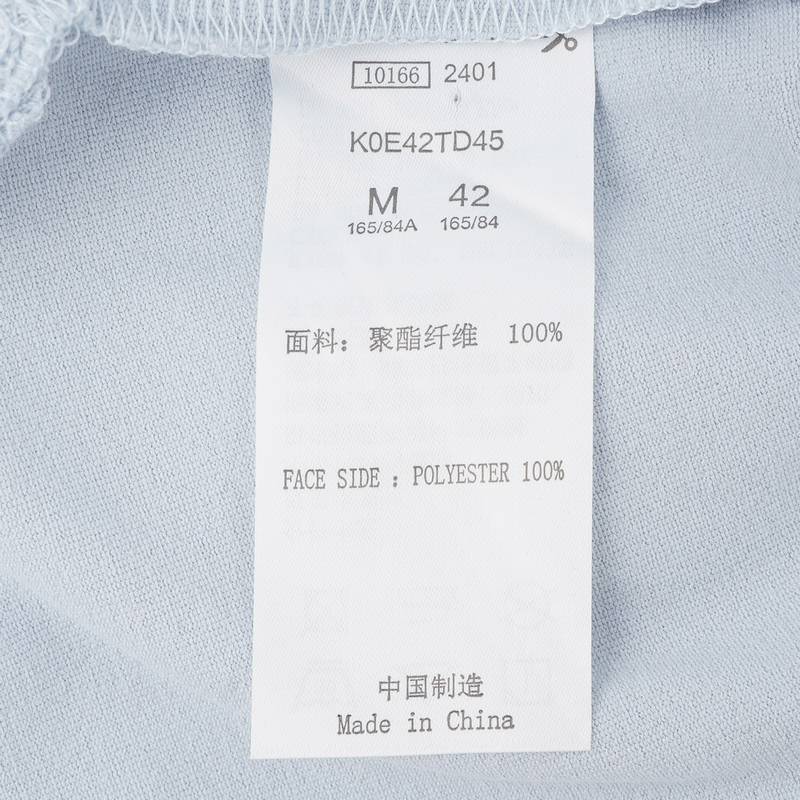 10166 2401
K0E42TD45
M 42
165/84A 165/84
面料：聚酯纤维 100%
FACE SIDE : POLYESTER 100%
中国制造
Made in China